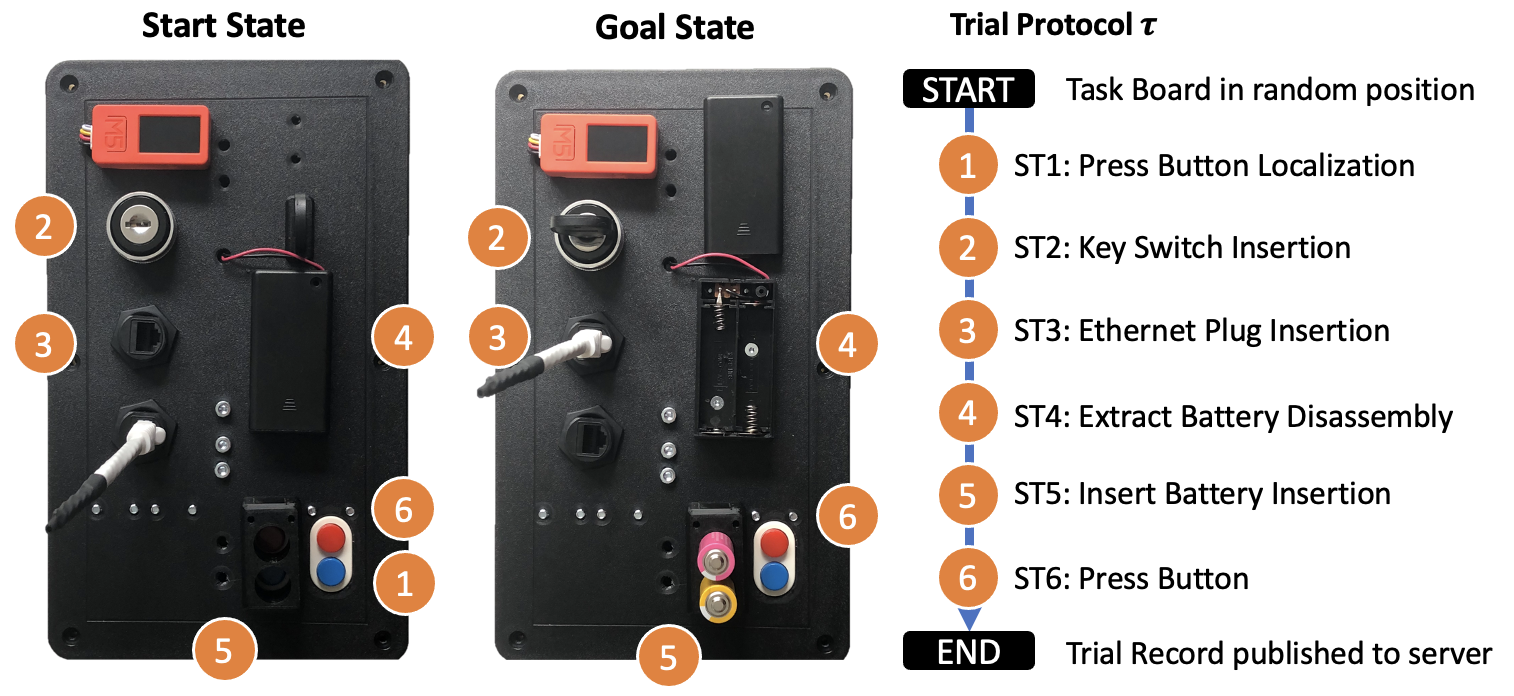 Start State
Goal State
Trial Protocol τ
START
Task Board in random position
1
ST1: Press Button Localization
2
ST2: Key Switch Insertion
3
ST3: Ethernet Plug Insertion
4
ST4: Extract Battery Disassembly
5
ST5: Insert Battery Insertion
6
ST6: Press Button
END
Trial Record published to server
M5
2
3
4
6
1
5
M5
2
3
4
6
5